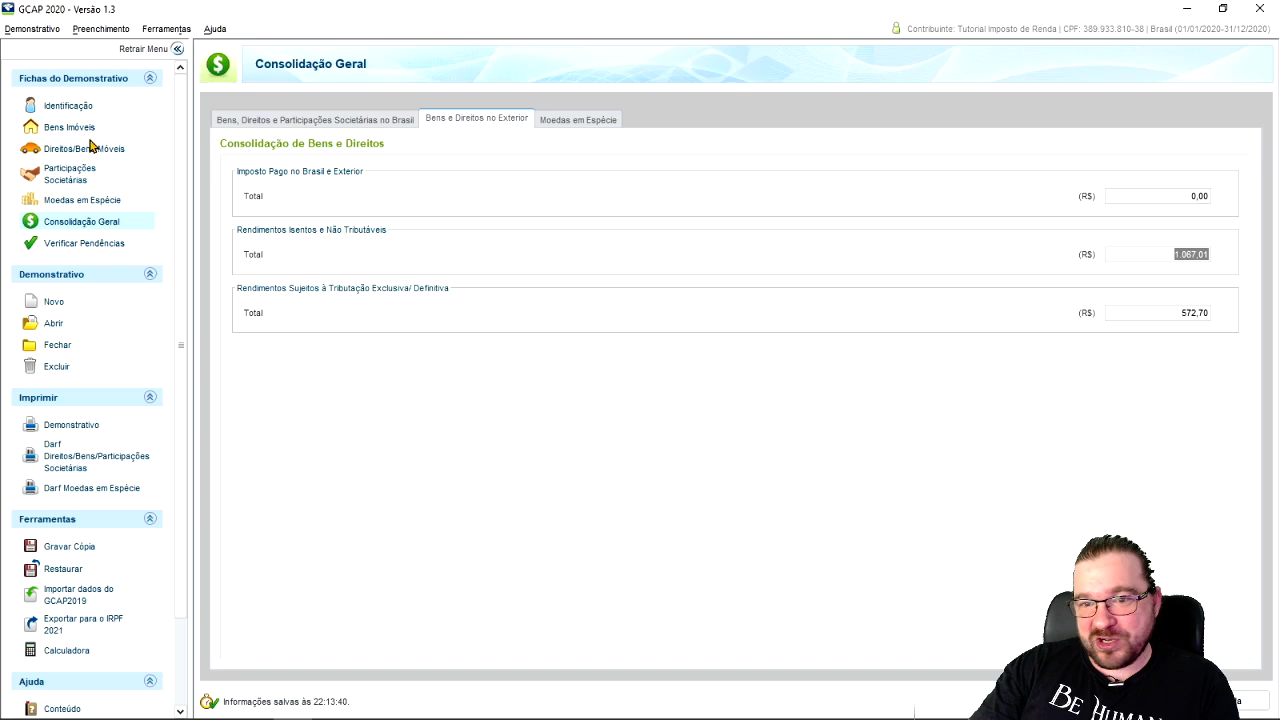 GCAP 2020 - Versão 1.3
Demonstrativo Preenchimento Ferramentas Ajuda
Contribuinte: Tutorial Imposto de Renda | CPF: 389.933.810-38 | Brasil (01/01/2020-31/12/2020)
Retrair Menu
Fichas do Demonstrativo
Identificação
Bens Imóveis
Direitos/Bens Móveis
Participações
Societárias
Moedas em Espécie
Consolidação Geral
Verificar Pendências
Demonstrativo
Novo
Abrir
Fechar
Excluir
Imprimir
Demonstrativo
Darf
Direitos/Bens/Participações
Societárias
Darf Moedas em Espécie
Ferramentas
Gravar Cópia
Restaurar
Importar dados do
GCAP2019
Exportar para o IRPF
2021
Calculadora
Ajuda
Conteúdo
Consolidação Geral
Bens, Direitos e Participações Societárias no Brasil Bens e Direitos no Exterior Moedas em Espécie
Consolidação de Bens e Direitos
Imposto Pago no Brasil e Exterior
Total (R$) 0,00
Rendimentos Isentos e Não Tributáveis
Total (R$) 1.067,01
Rendimentos Sujeitos à Tributação Exclusiva/ Definitiva
Total (R$) 572,70
Informações salvas às 22:13:40.
BE HUMAN